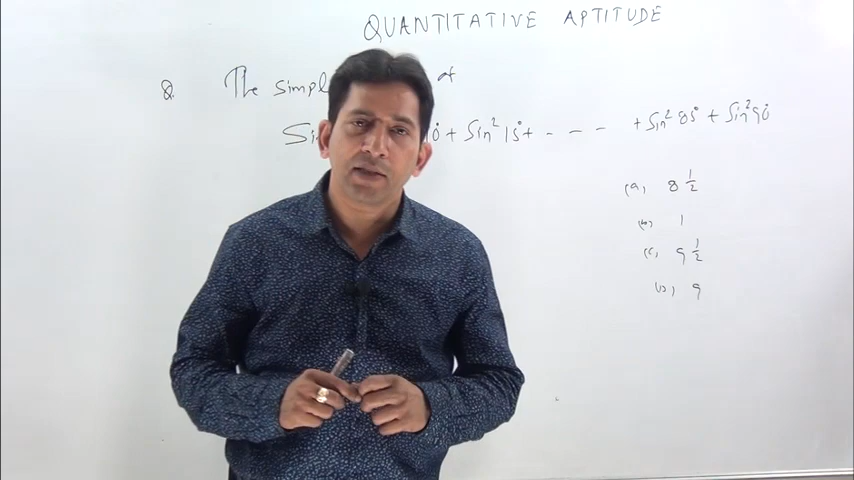 QUANTITATIVE APTITUDE
Q. The simpl of
Si 10° + Sin² 15° + - - - + Sin² 85° + Sin² 90°
(a) 8 1/2
(b) 1
(c) 9 1/2
(D) 9